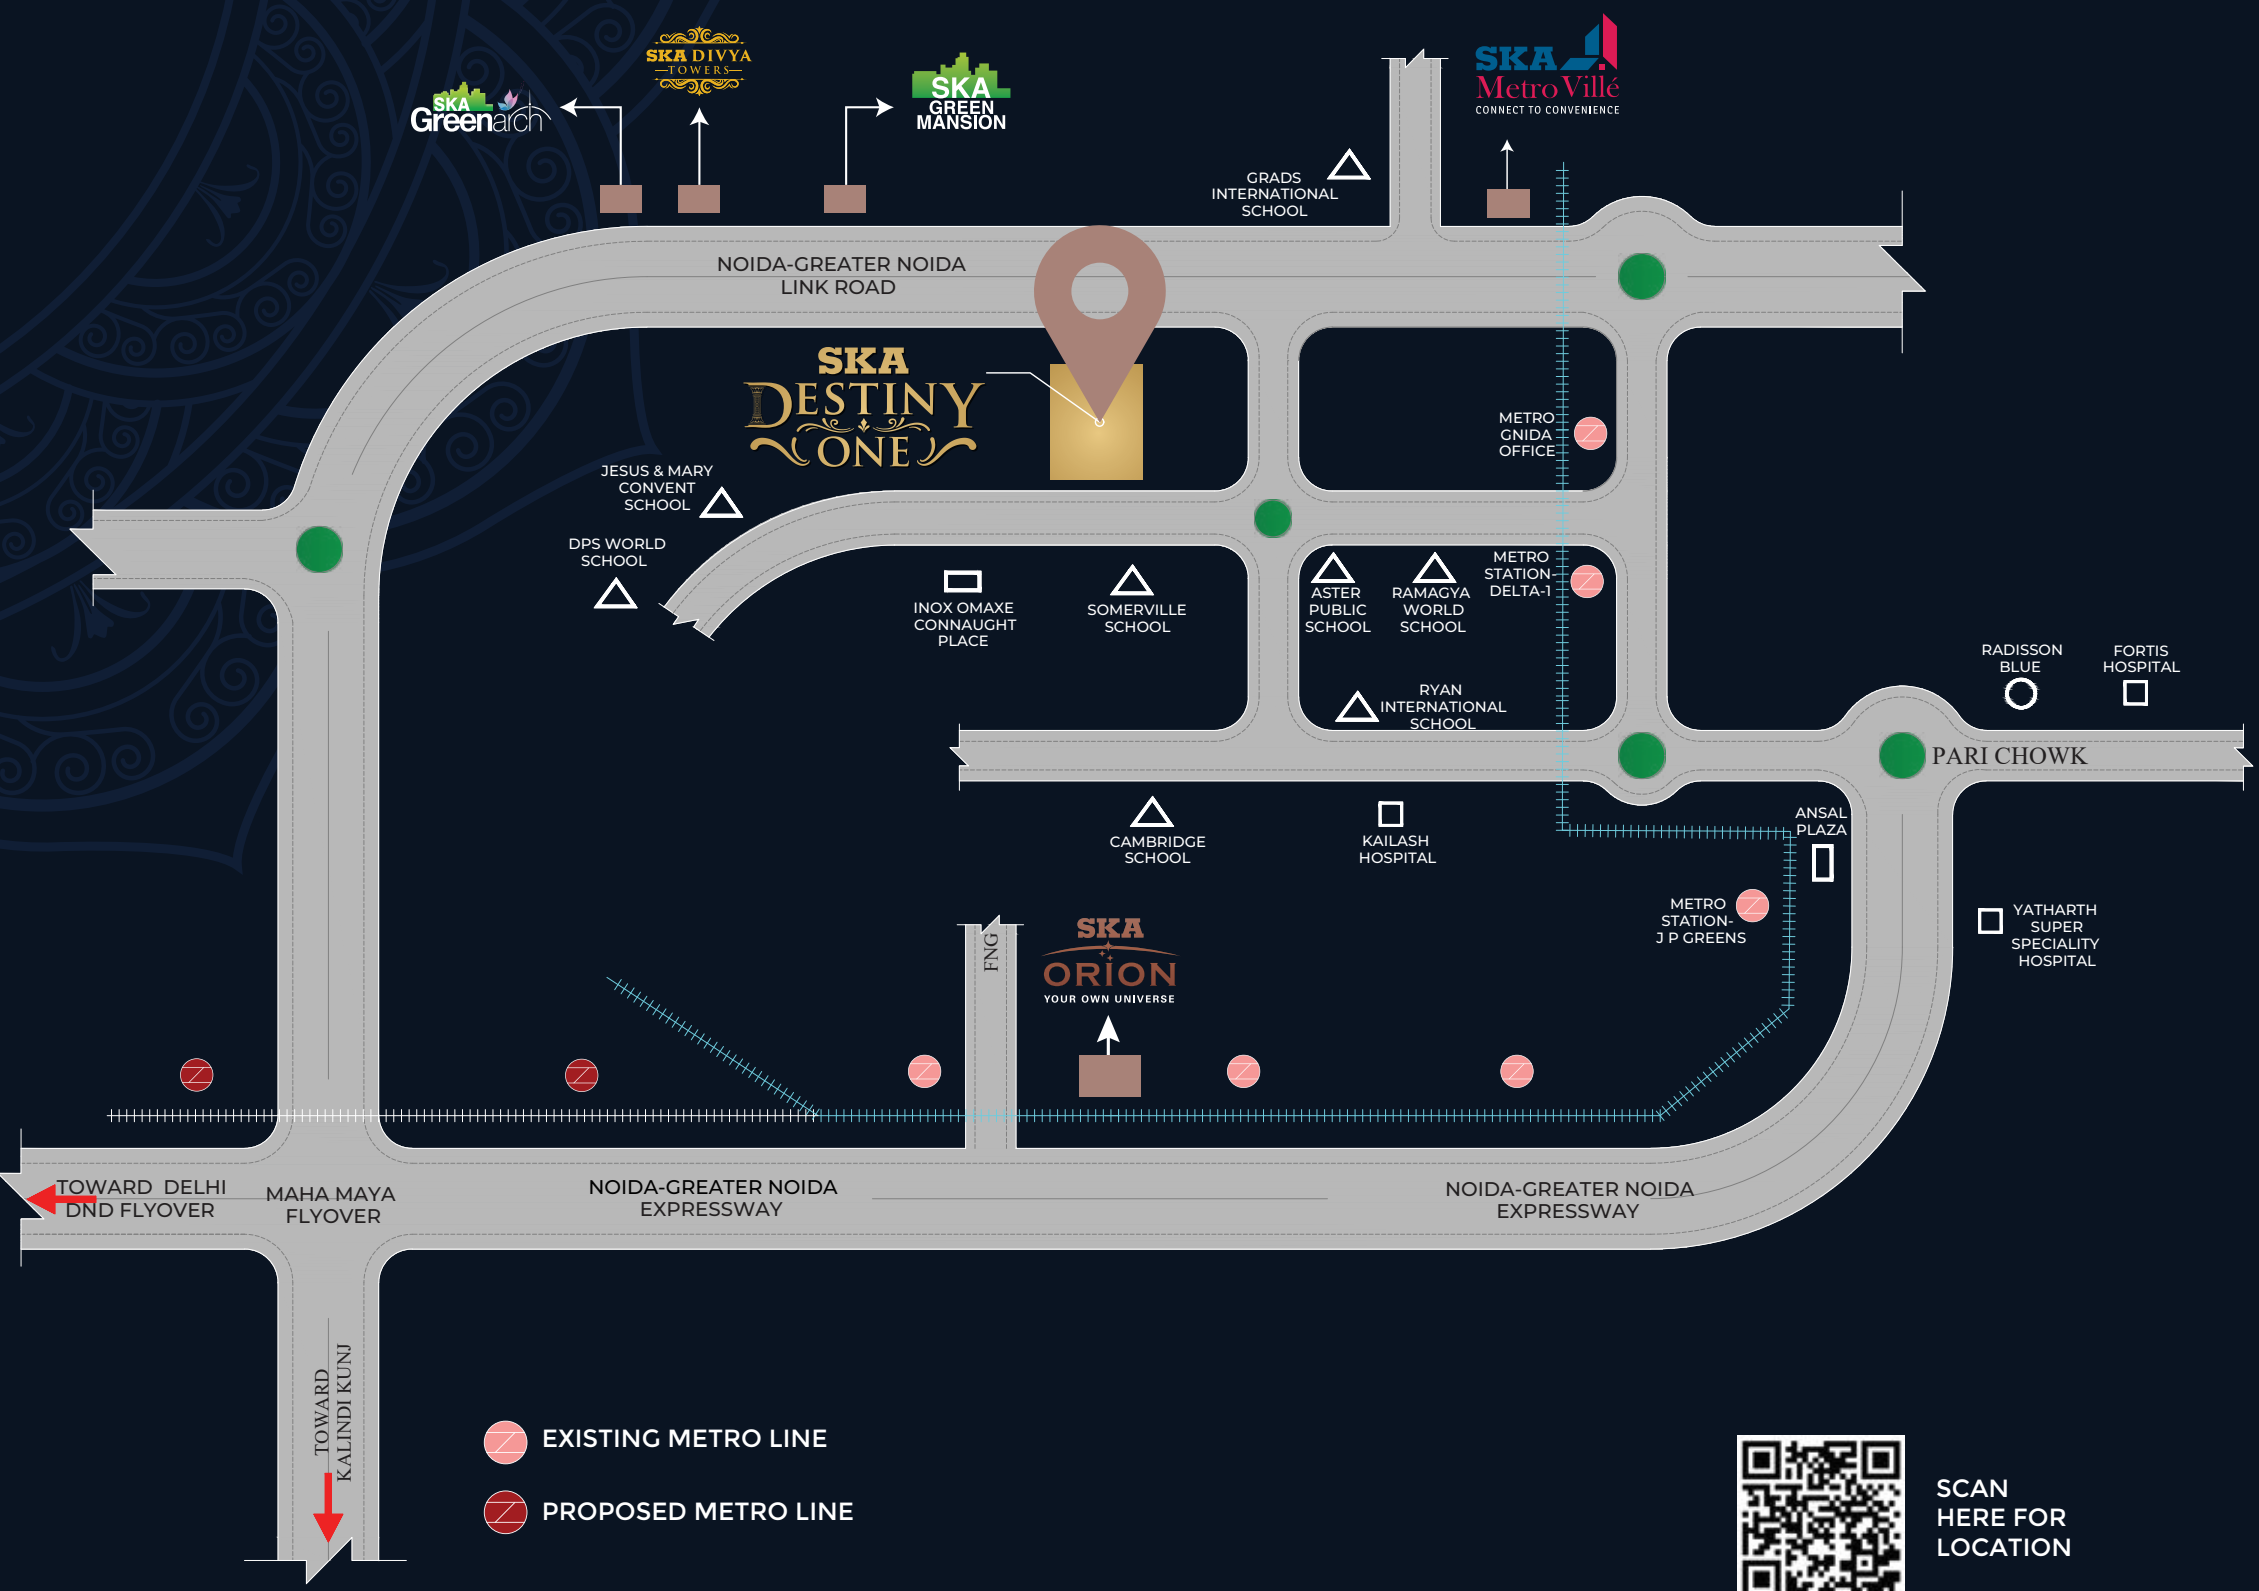 SKA DIVYA
TOWERS
SKA
Greenarch
SKA
GREEN
MANSION
SKA
Metro Villé
CONNECT TO CONVENIENCE
GRADS
INTERNATIONAL
SCHOOL
NOIDA-GREATER NOIDA
LINK ROAD
SKA
DESTINY
ONE
METRO
GNIDA
OFFICE
JESUS & MARY
CONVENT
SCHOOL
DPS WORLD
SCHOOL
INOX OMAXE
CONNAUGHT
PLACE
SOMERVILLE
SCHOOL
ASTER
PUBLIC
SCHOOL
RAMAGYA
WORLD
SCHOOL
METRO
STATION-
DELTA-1
RYAN
INTERNATIONAL
SCHOOL
RADISSON
BLUE
FORTIS
HOSPITAL
PARI CHOWK
CAMBRIDGE
SCHOOL
KAILASH
HOSPITAL
ANSAL
PLAZA
METRO
STATION-
J P GREENS
YATHARTH
SUPER
SPECIALITY
HOSPITAL
FNG
SKA
ORION
YOUR OWN UNIVERSE
TOWARD DELHI
DND FLYOVER
MAHA MAYA
FLYOVER
NOIDA-GREATER NOIDA
EXPRESSWAY
NOIDA-GREATER NOIDA
EXPRESSWAY
TOWARD
KALINDI KUNJ
EXISTING METRO LINE
PROPOSED METRO LINE
SCAN
HERE FOR
LOCATION